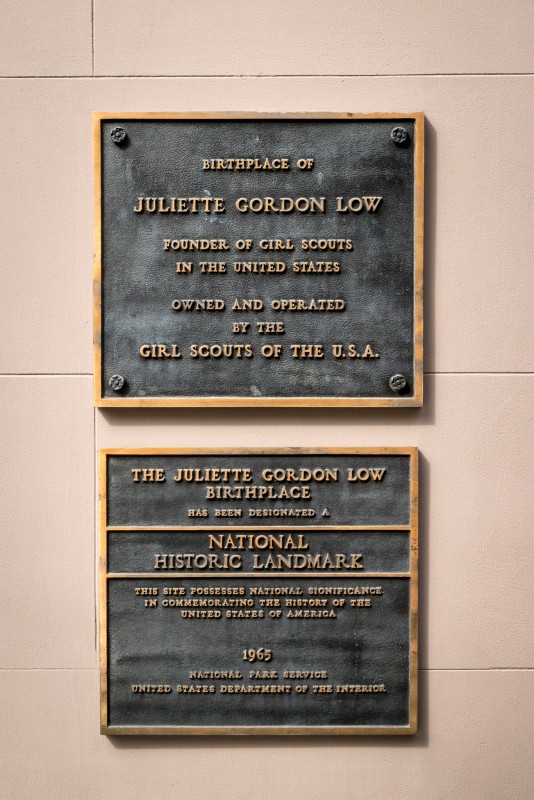 BIRTHPLACE OF
JULIETTE GORDON LOW
FOUNDER OF GIRL SCOUTS
IN THE UNITED STATES
OWNED AND OPERATED
BY THE
GIRL SCOUTS OF THE U.S.A.
THE JULIETTE GORDON LOW
BIRTHPLACE
HAS BEEN DESIGNATED A
NATIONAL
HISTORIC LANDMARK
THIS SITE POSSESSES NATIONAL SIGNIFICANCE
IN COMMEMORATING THE HISTORY OF THE
UNITED STATES OF AMERICA
1965
NATIONAL PARK SERVICE
UNITED STATES DEPARTMENT OF THE INTERIOR